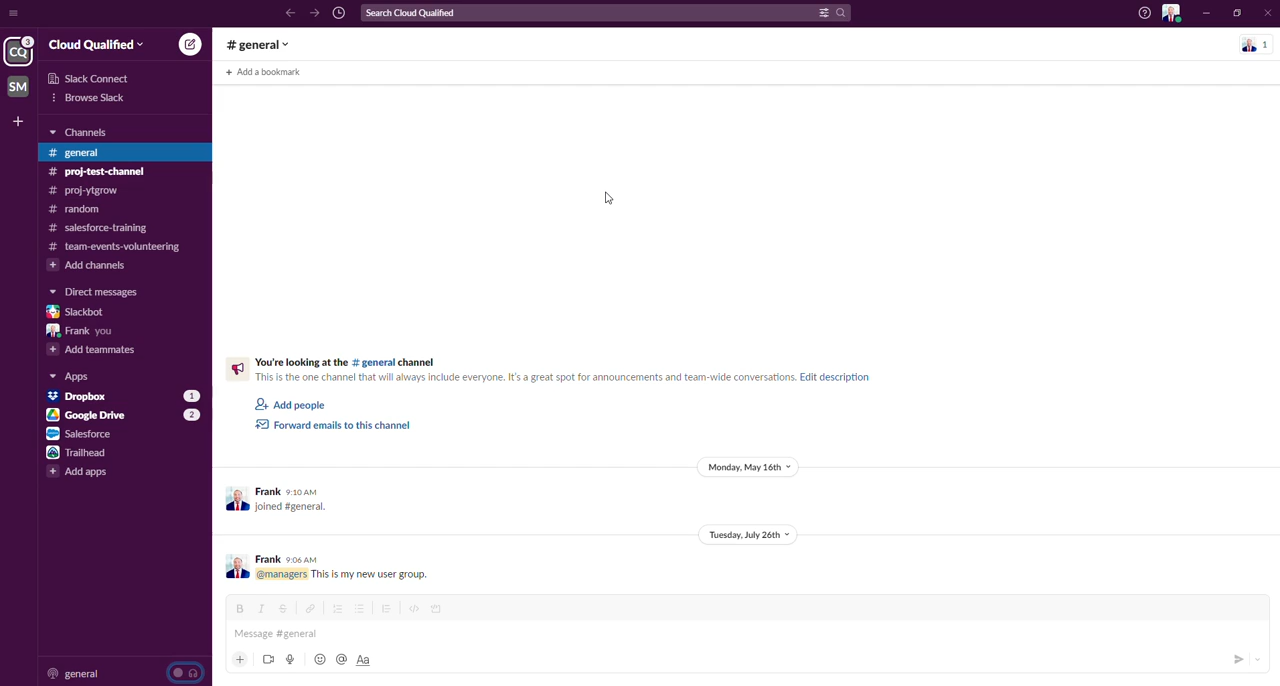 Search Cloud Qualified
CQ 3
Cloud Qualified
# general
1
SM
Slack Connect
Browse Slack
+ Add a bookmark
Channels
# general
# proj-test-channel
# proj-ytgrow
# random
# salesforce-training
# team-events-volunteering
+ Add channels
Direct messages
Slackbot
Frank you
+ Add teammates
Apps
Dropbox 1
Google Drive 2
Salesforce
Trailhead
+ Add apps
general
You're looking at the # general channel
This is the one channel that will always include everyone. It's a great spot for announcements and team-wide conversations. Edit description
Add people
Forward emails to this channel
Monday, May 16th
Frank 9:10 AM
joined #general.
Tuesday, July 26th
Frank 9:06 AM
@managers This is my new user group.
B I S
Message #general
Aa